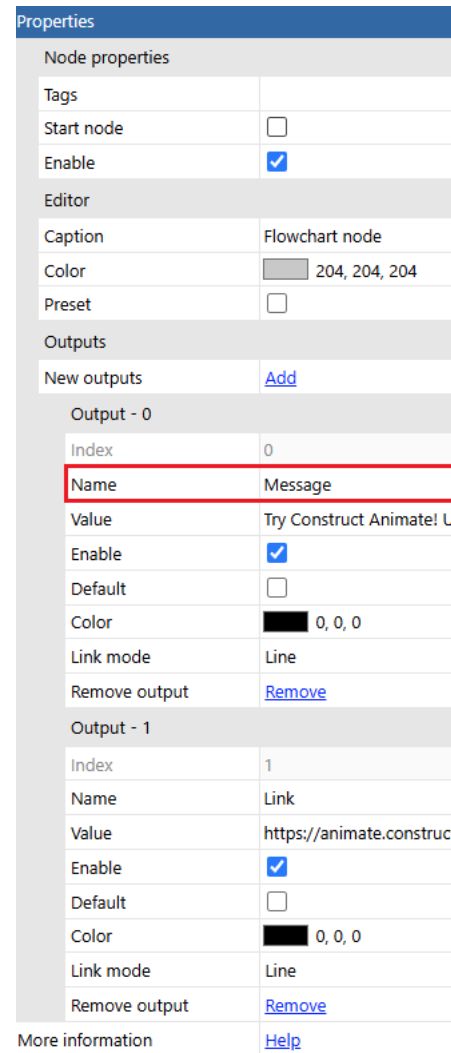 Properties
Node properties
Tags
Start node
Enable
Editor
Caption Flowchart node
Color 204, 204, 204
Preset
Outputs
New outputs Add
Output - 0
Index 0
Name Message
Value Try Construct Animate! U
Enable
Default
Color 0, 0, 0
Link mode Line
Remove output Remove
Output - 1
Index 1
Name Link
Value https://animate.construc
Enable
Default
Color 0, 0, 0
Link mode Line
Remove output Remove
More information Help